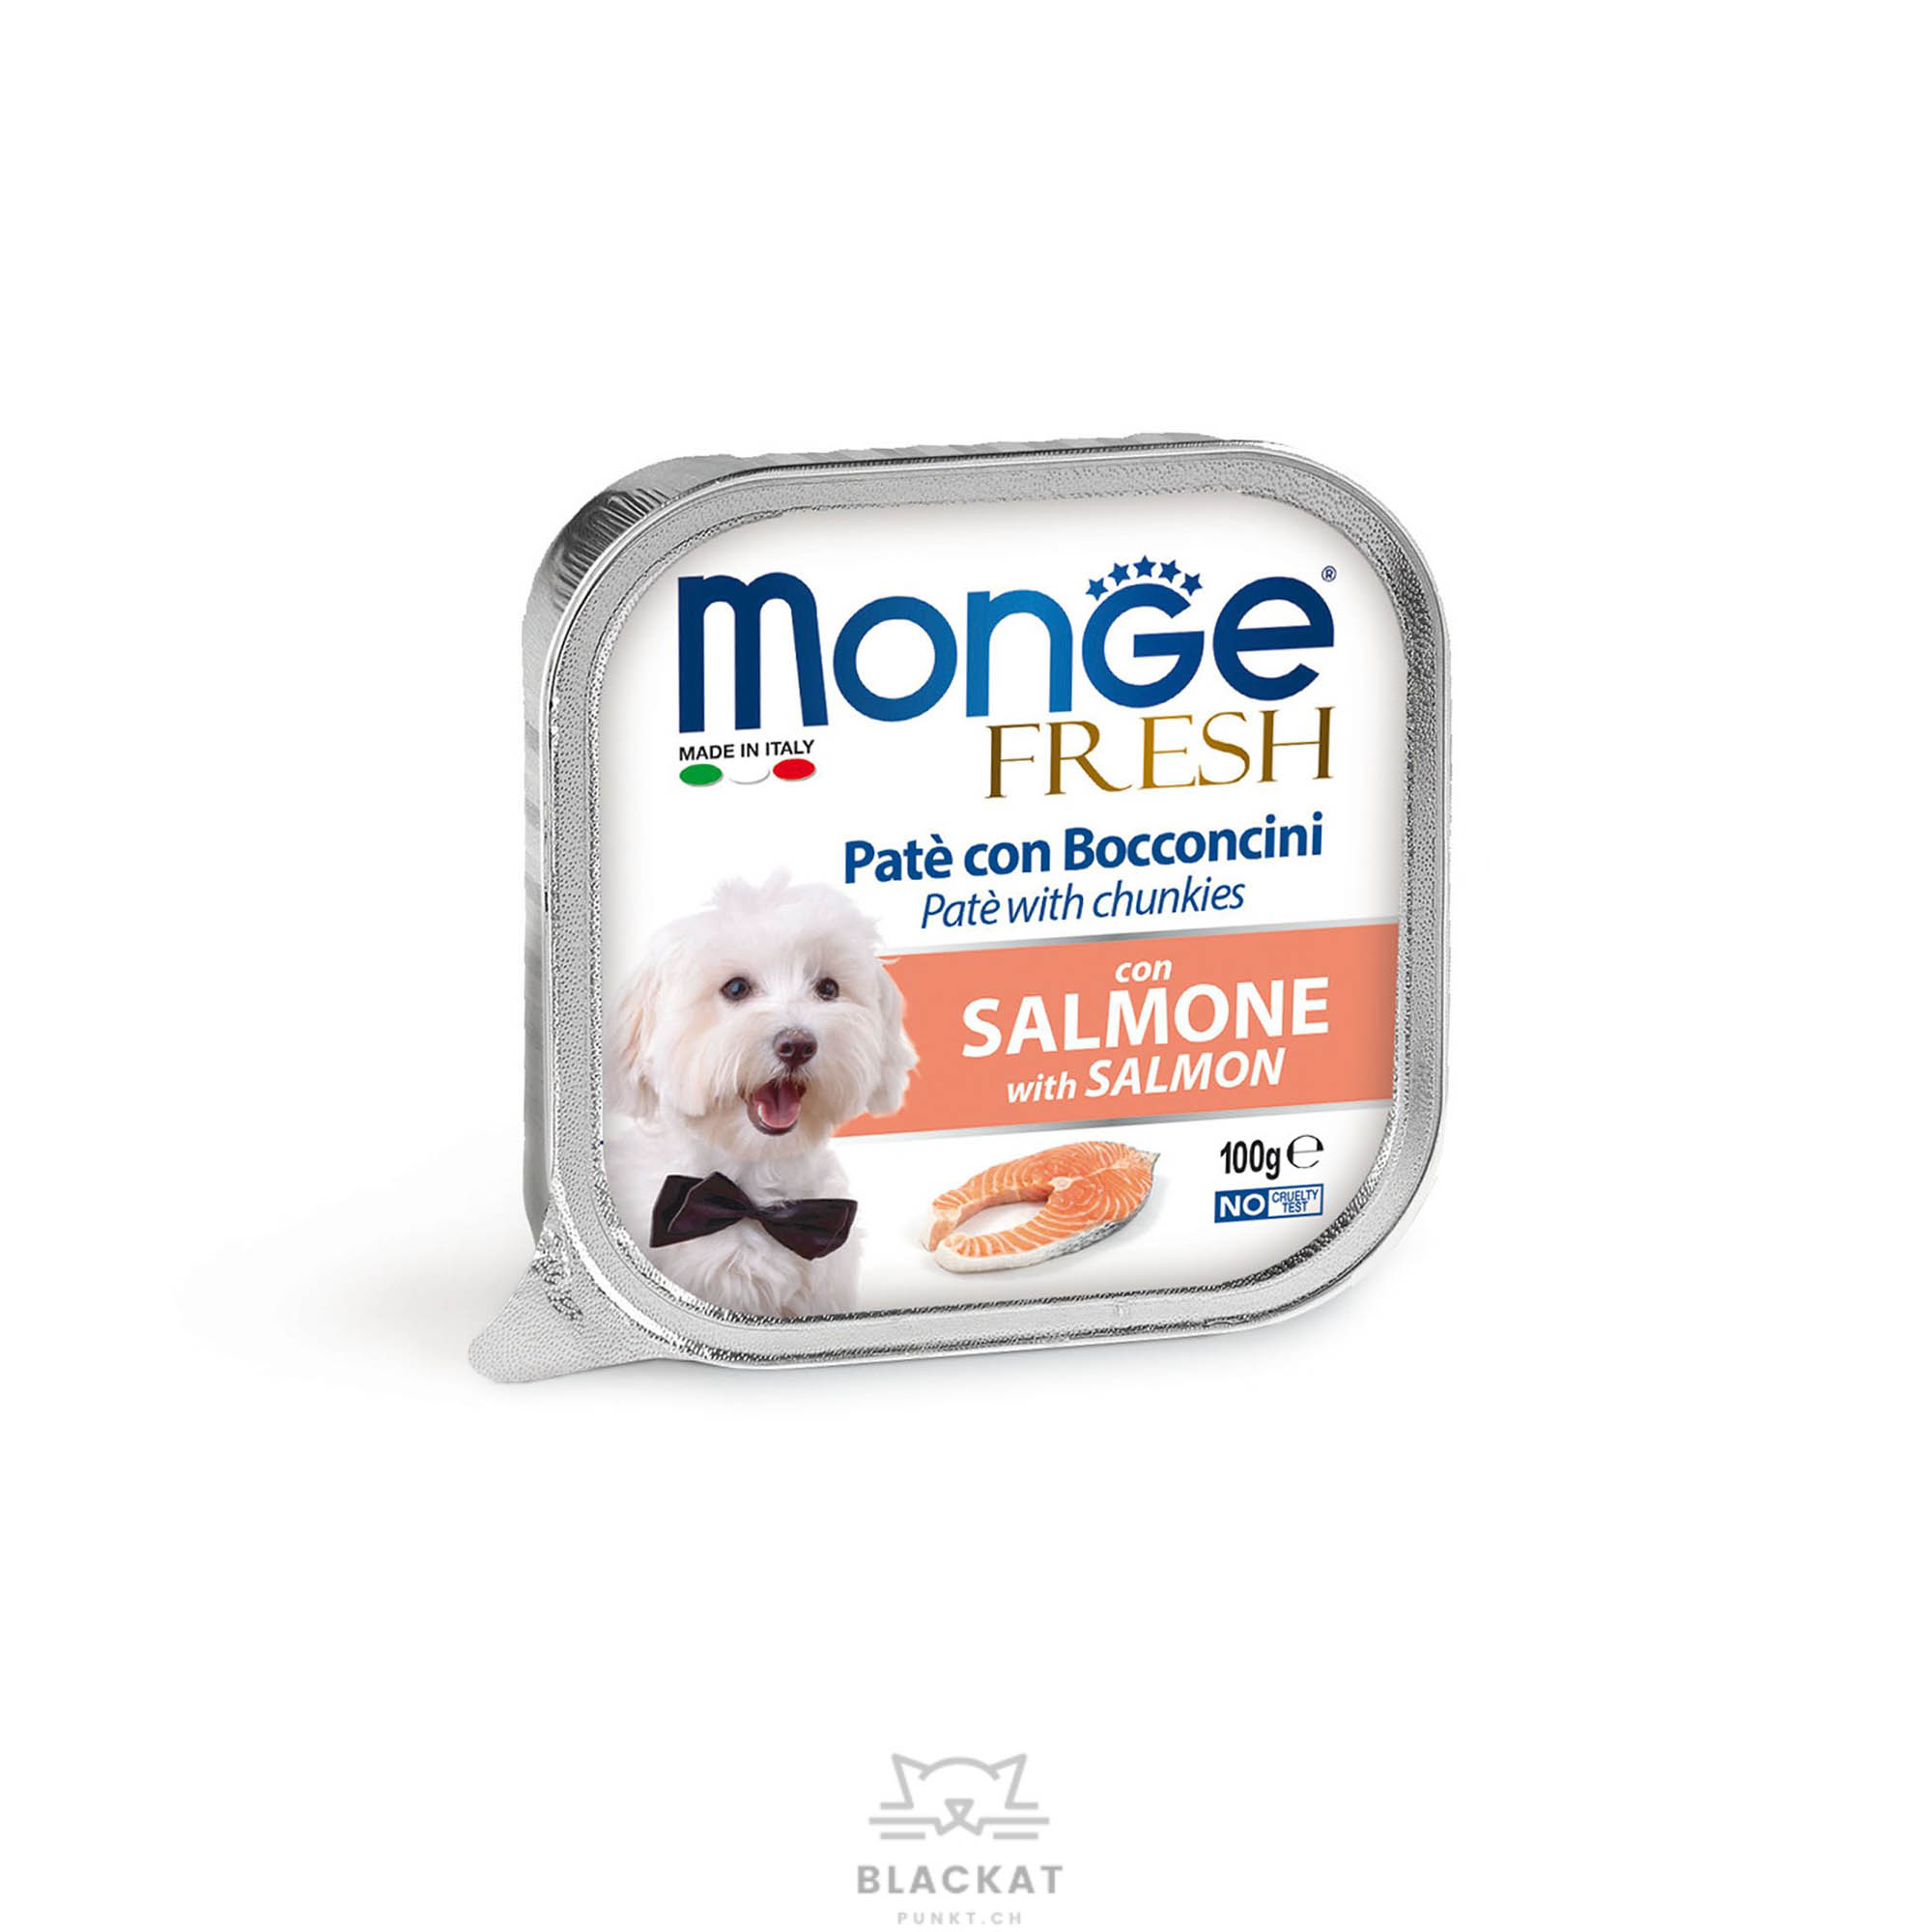 monGe®
MADE IN ITALY
FRESH
Patè con Bocconcini
Patè with chunkies
con
SALMONE
with SALMON
100g ℮
NO CRUELTY TEST
BLACKAT
PUNKT.CH